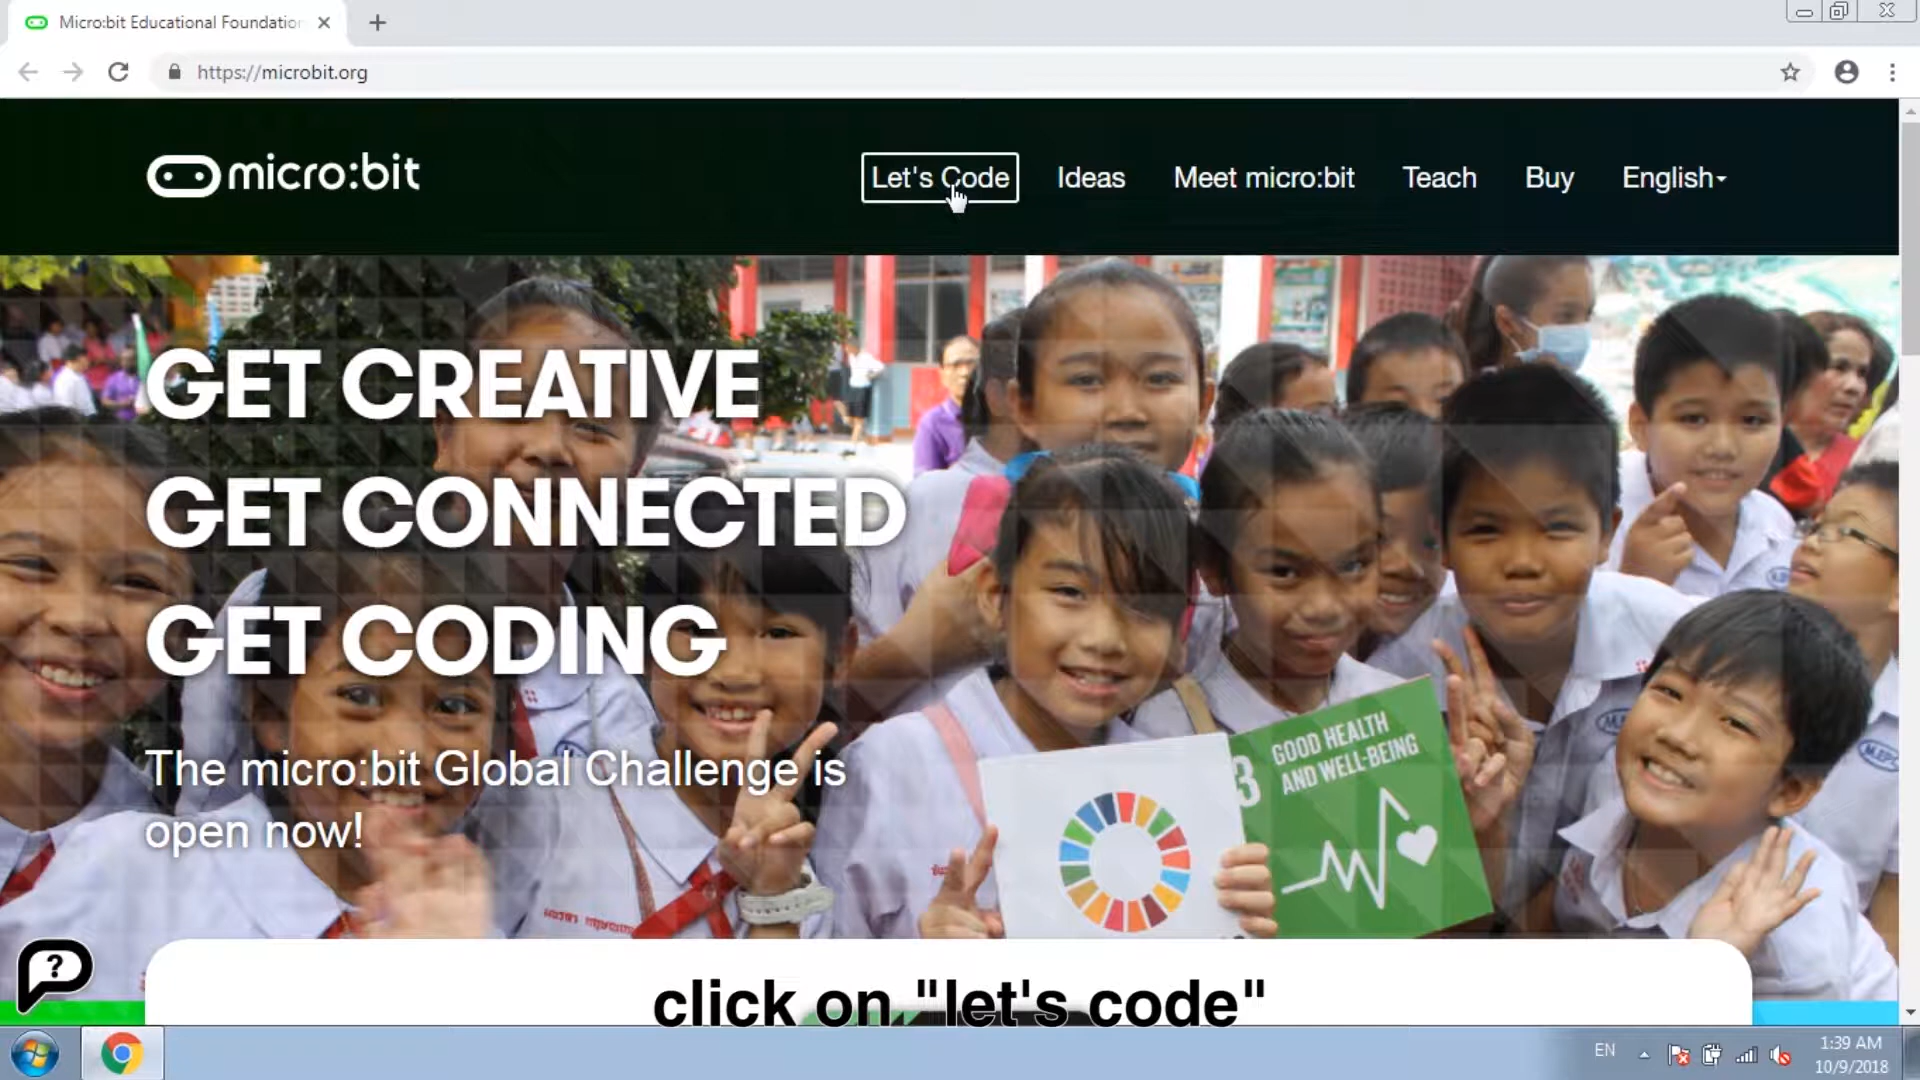 Micro:bit Educational Foundation
https://microbit.org
micro:bit
Let's Code
Ideas
Meet micro:bit
Teach
Buy
English
GET CREATIVE
GET CONNECTED
GET CODING
The micro:bit Global Challenge is
open now!
3
GOOD HEALTH
AND WELL-BEING
?
click on "let's code"
EN
1:39 AM
10/9/2018